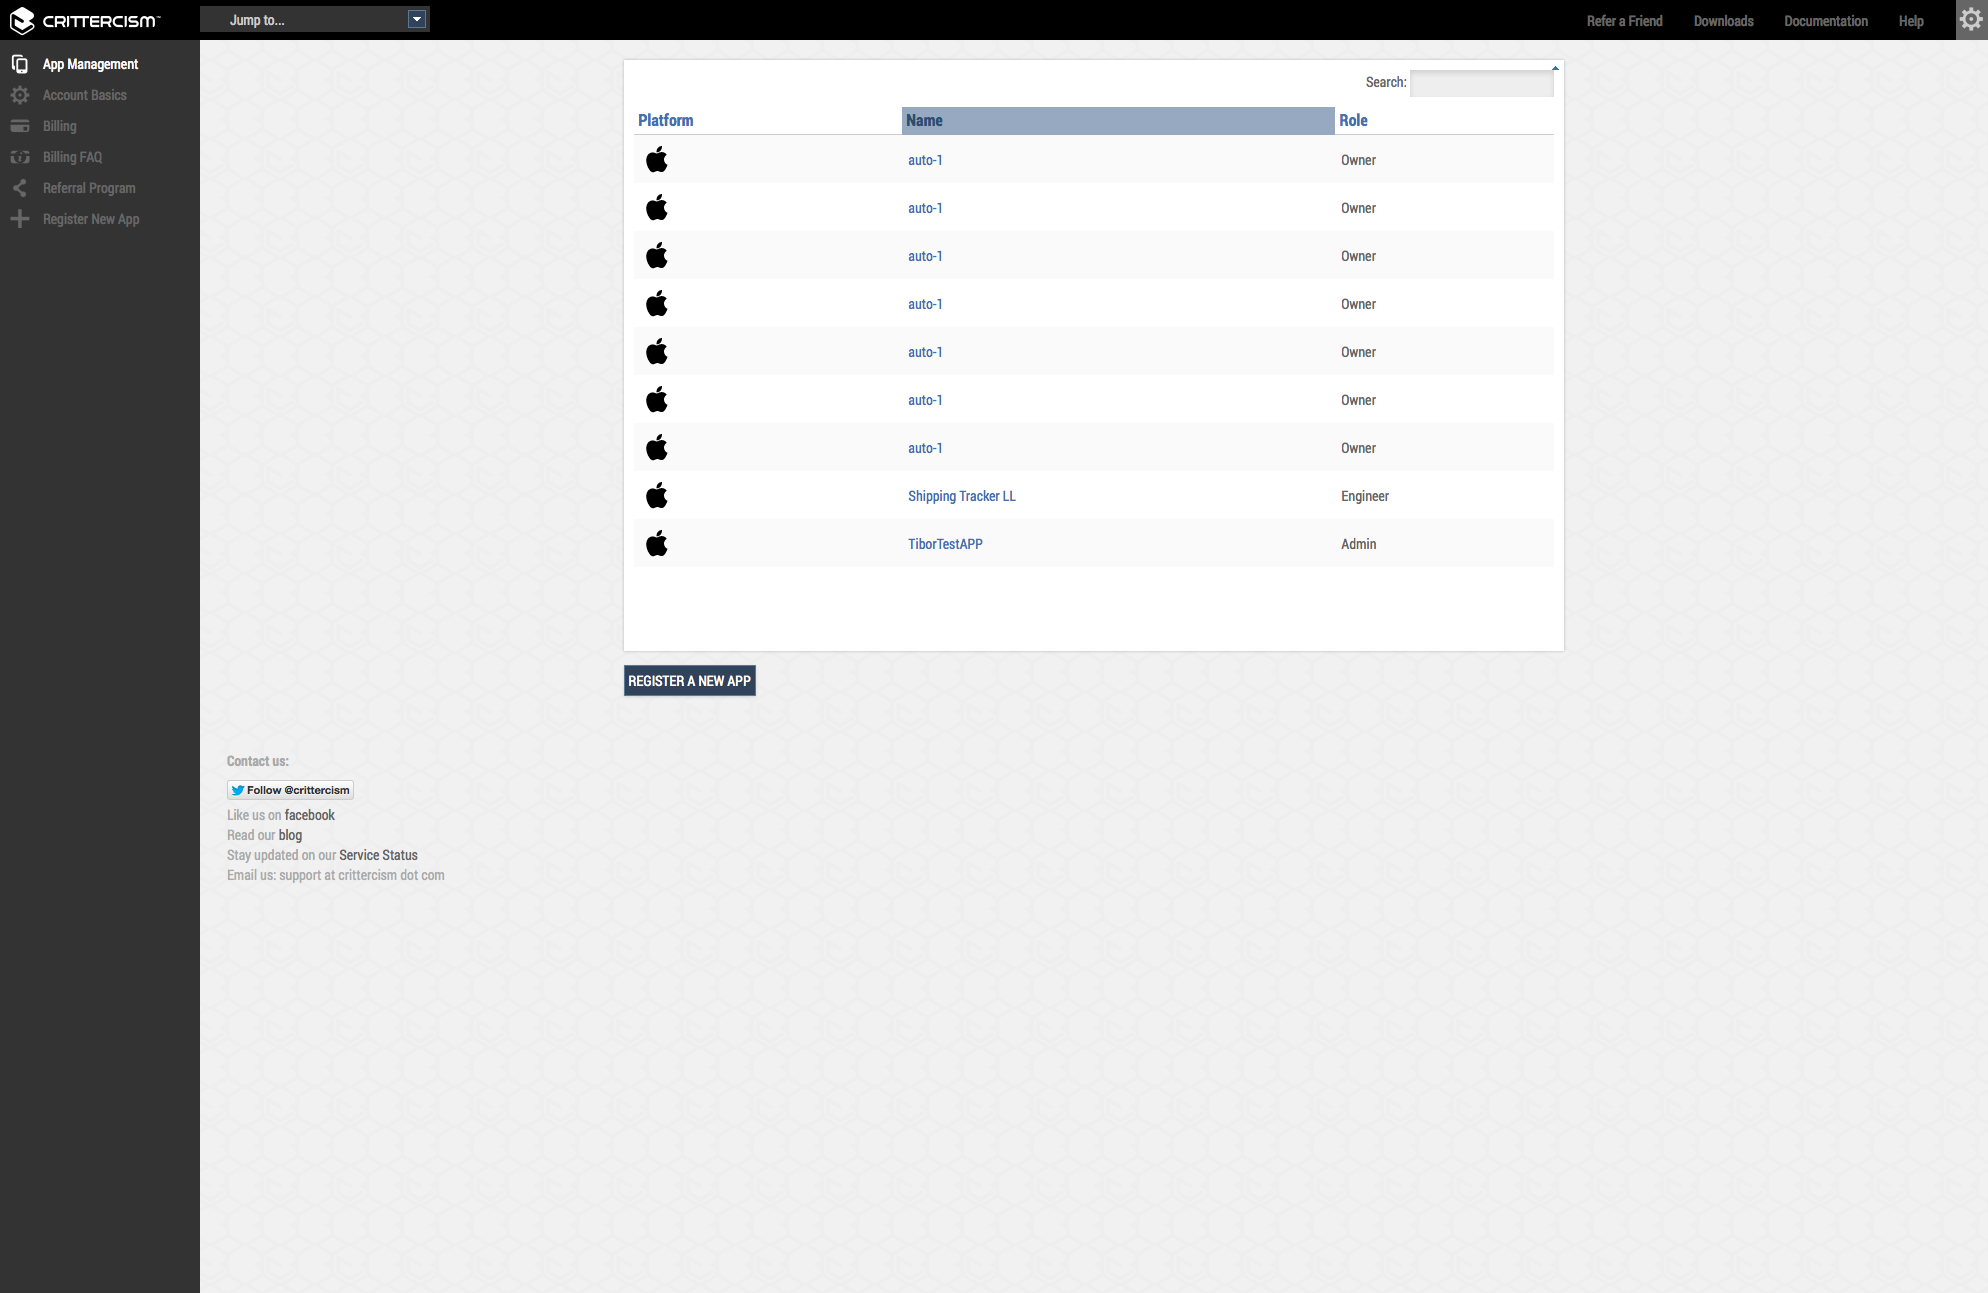 CRITTERCISM™
Jump to...
Refer a Friend
Downloads
Documentation
Help
App Management
Account Basics
Billing
Billing FAQ
Referral Program
Register New App
Search:
Platform Name Role
auto-1 Owner
auto-1 Owner
auto-1 Owner
auto-1 Owner
auto-1 Owner
auto-1 Owner
auto-1 Owner
Shipping Tracker LL Engineer
TiborTestAPP Admin
REGISTER A NEW APP
Contact us:
Follow @crittercism
Like us on facebook
Read our blog
Stay updated on our Service Status
Email us: support at crittercism dot com